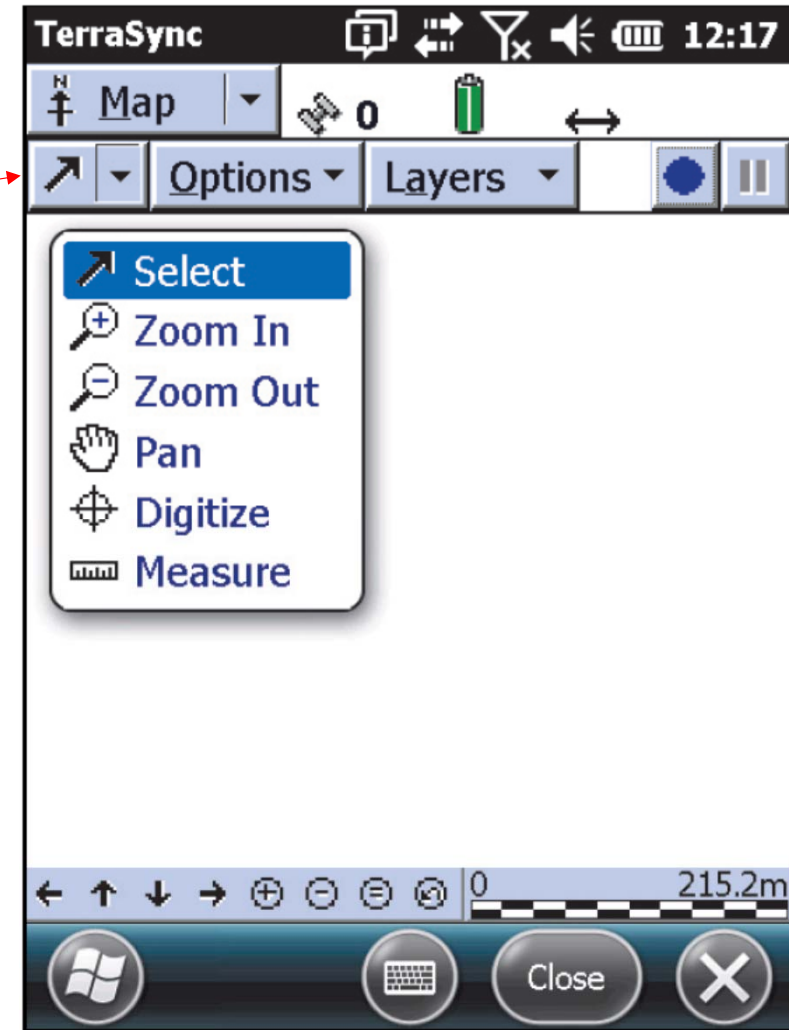 TerraSync 12:17
N
Map 0
Options Layers
Select
Zoom In
Zoom Out
Pan
Digitize
Measure
0 215.2m
Close